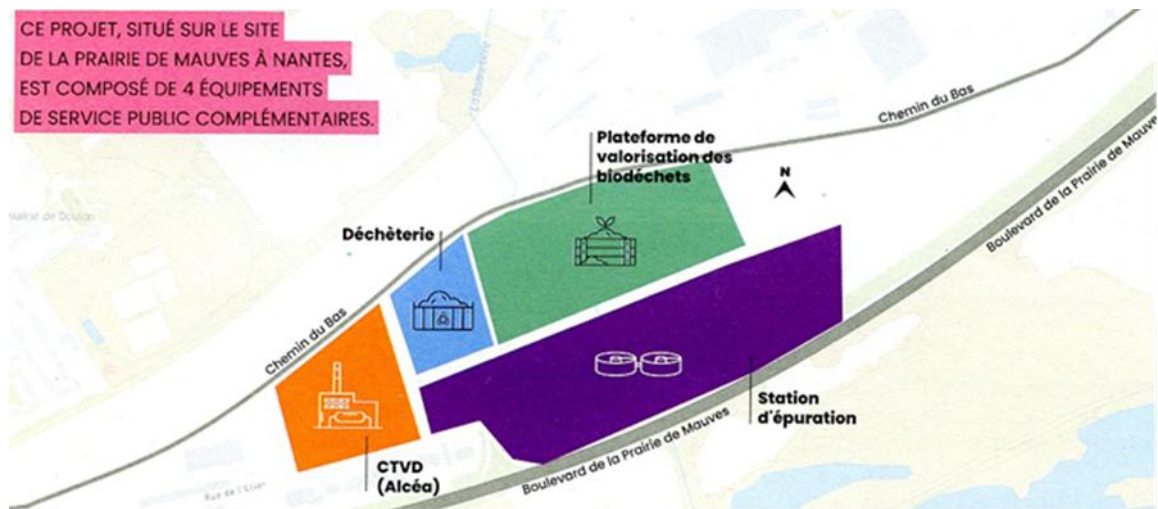 CE PROJET, SITUÉ SUR LE SITE
DE LA PRAIRIE DE MAUVES À NANTES,
EST COMPOSÉ DE 4 ÉQUIPEMENTS
DE SERVICE PUBLIC COMPLÉMENTAIRES.
Chemin du Bas
Plateforme de
valorisation des
biodéchets
N
Boulevard de la Prairie de Mauves
Déchèterie
Chemin du Bas
Station
d'épuration
Boulevard de la Prairie de Mauves
CTVD
(Alcéa)